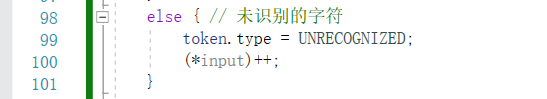 98 else { // 未识别的字符
99 token.type = UNRECOGNIZED;
100 (*input)++;
101 }